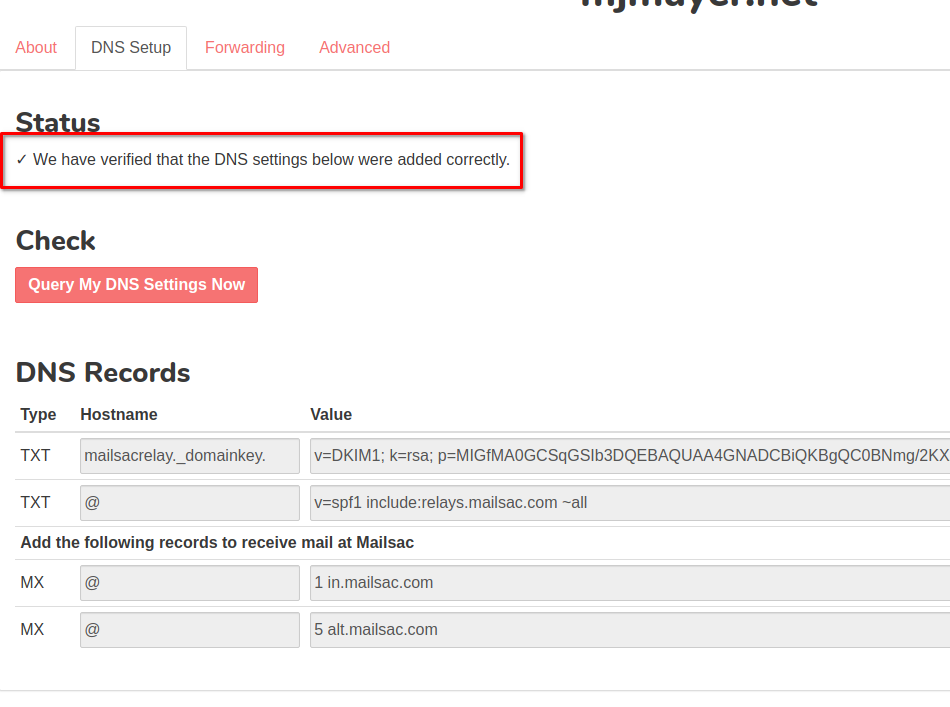 mjmayer.net
About DNS Setup Forwarding Advanced
Status
✓ We have verified that the DNS settings below were added correctly.
Check
Query My DNS Settings Now
DNS Records
Type Hostname Value
TXT mailsacrelay._domainkey. v=DKIM1; k=rsa; p=MIGfMA0GCSqGSIb3DQEBAQUAA4GNADCBiQKBgQC0BNmg/2KX
TXT @ v=spf1 include:relays.mailsac.com ~all
Add the following records to receive mail at Mailsac
MX @ 1 in.mailsac.com
MX @ 5 alt.mailsac.com